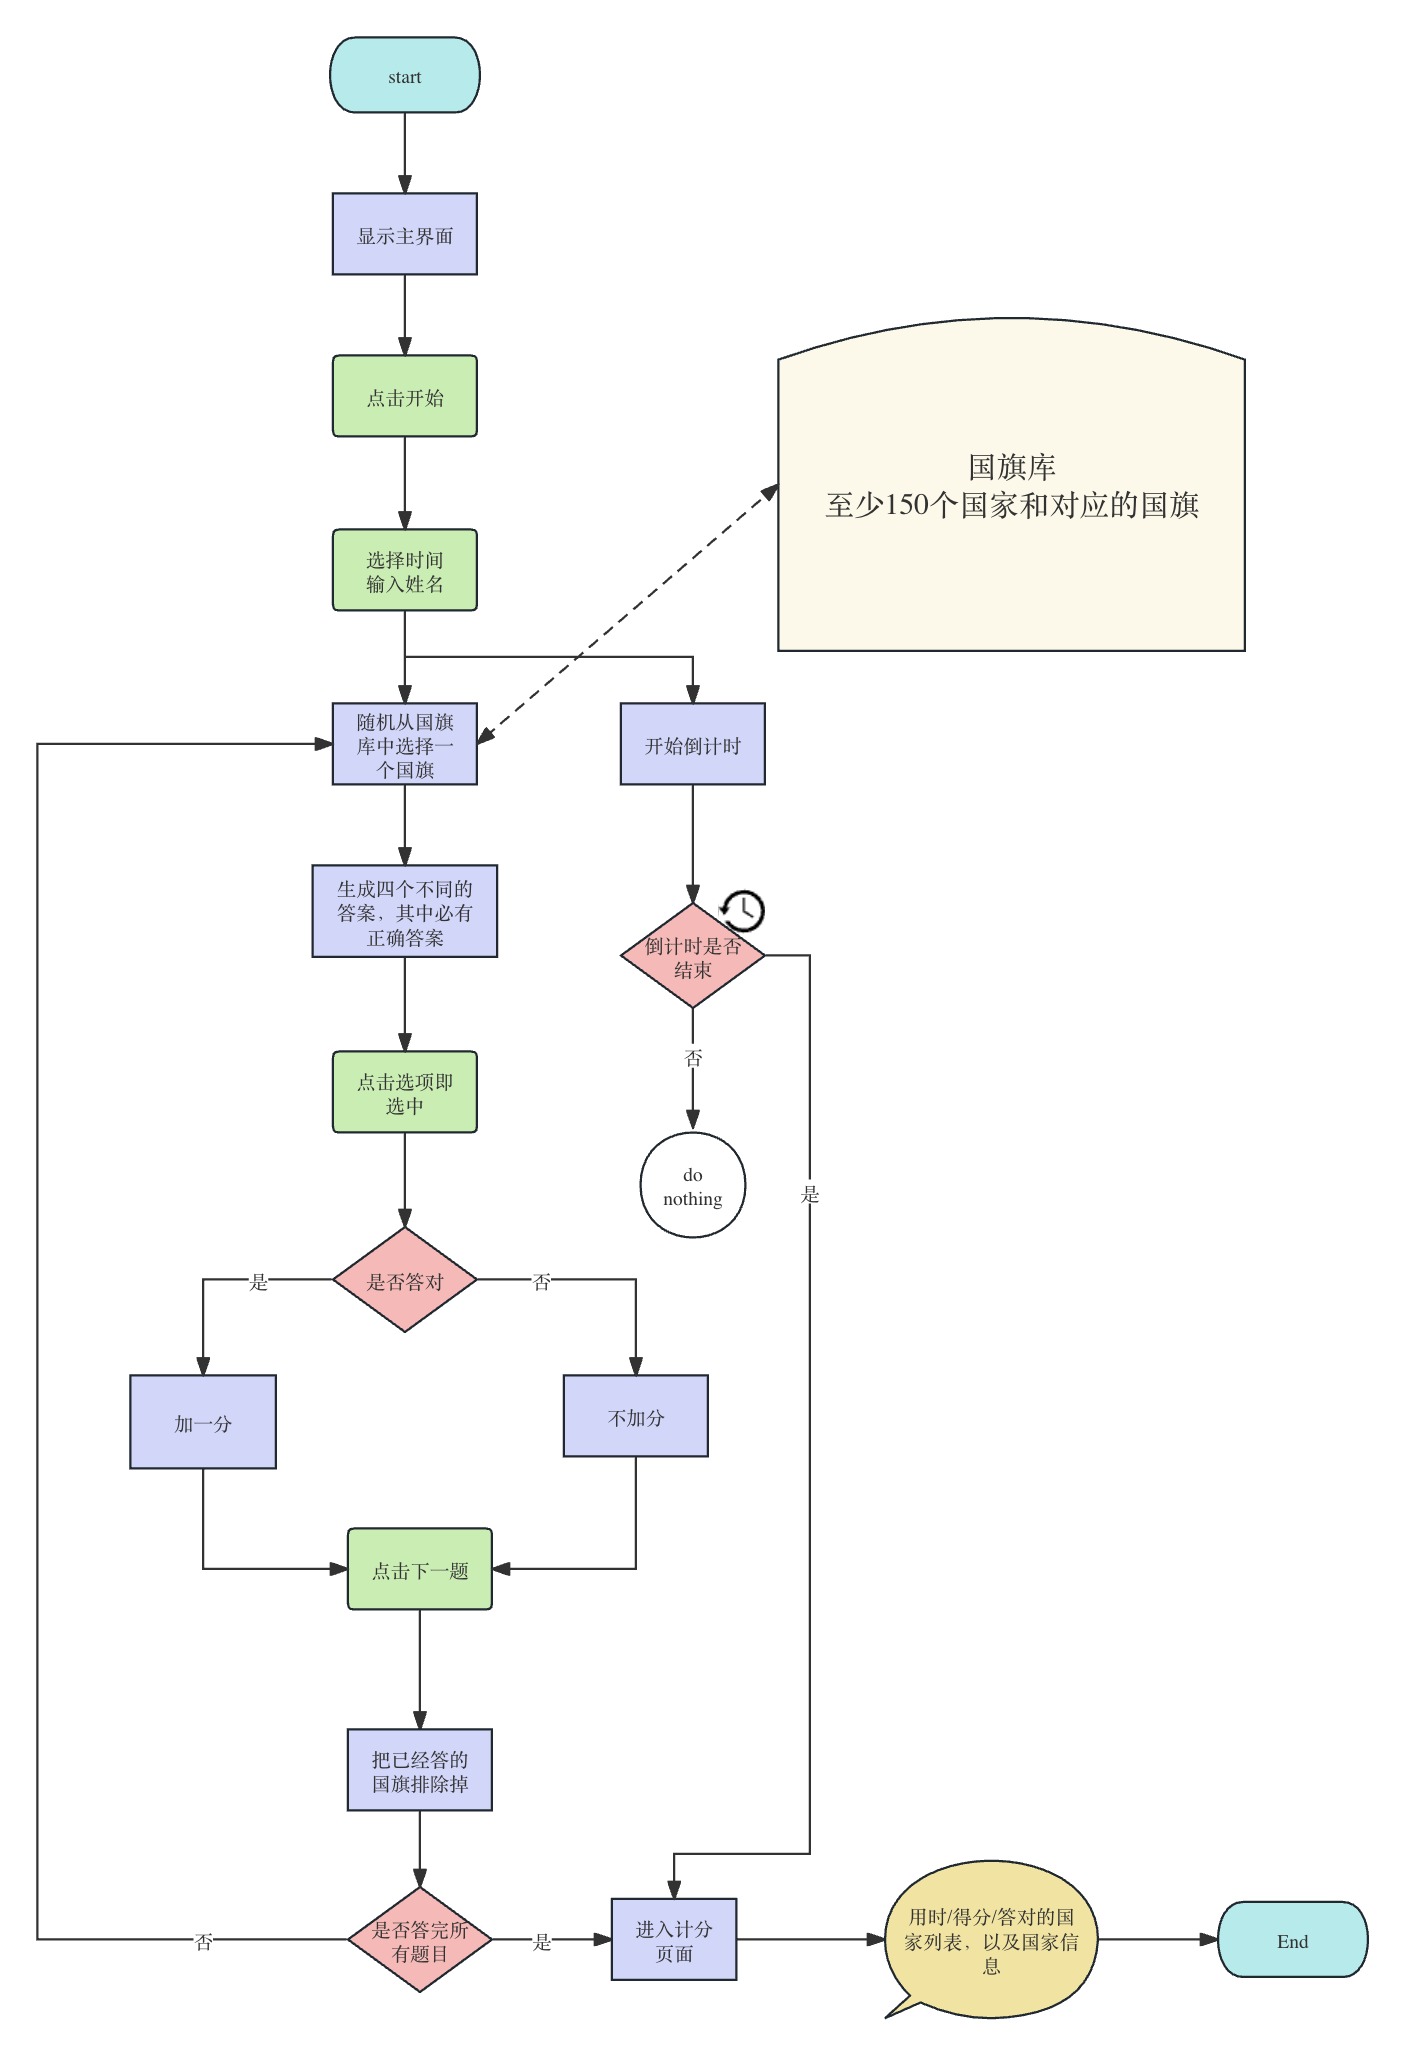 start
显示主界面
点击开始
国旗库
至少150个国家和对应的国旗
选择时间
输入姓名
随机从国旗
库中选择一
个国旗
开始倒计时
生成四个不同的
答案，其中必有
正确答案
倒计时是否
结束
否
点击选项即
选中
do
nothing
是
是否答对
是
否
加一分
不加分
点击下一题
把已经答的
国旗排除掉
是否答完所
有题目
否
是
进入计分
页面
用时/得分/答对的国
家列表，以及国家信
息
End